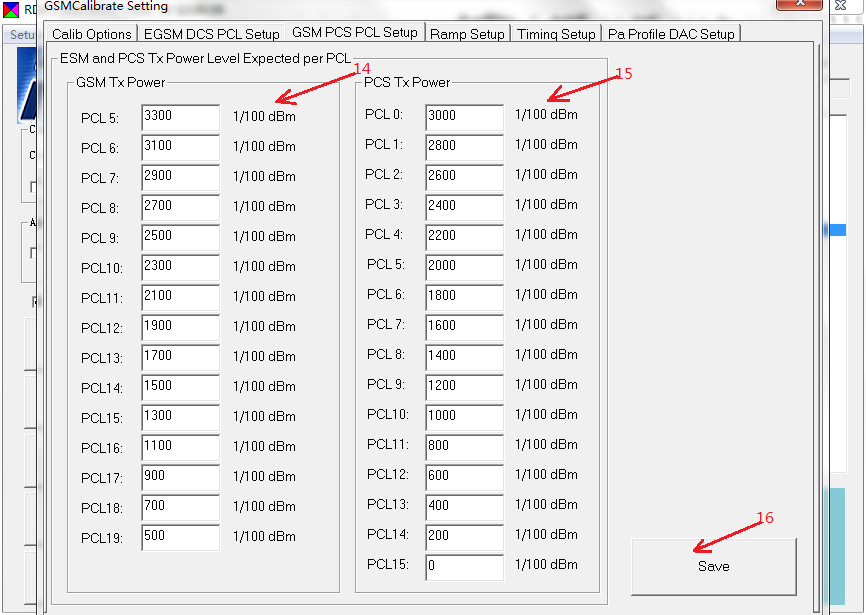 GSMCalibrate Setting
RD
Setu
Calib Options EGSM DCS PCL Setup GSM PCS PCL Setup Ramp Setup Timing Setup Pa Profile DAC Setup
ESM and PCS Tx Power Level Expected per PCL
14
15
GSM Tx Power
PCL 5: 3300 1/100 dBm
PCL 6: 3100 1/100 dBm
PCL 7: 2900 1/100 dBm
PCL 8: 2700 1/100 dBm
PCL 9: 2500 1/100 dBm
PCL10: 2300 1/100 dBm
PCL11: 2100 1/100 dBm
PCL12: 1900 1/100 dBm
PCL13: 1700 1/100 dBm
PCL14: 1500 1/100 dBm
PCL15: 1300 1/100 dBm
PCL16: 1100 1/100 dBm
PCL17: 900 1/100 dBm
PCL18: 700 1/100 dBm
PCL19: 500 1/100 dBm
PCS Tx Power
PCL 0: 3000 1/100 dBm
PCL 1: 2800 1/100 dBm
PCL 2: 2600 1/100 dBm
PCL 3: 2400 1/100 dBm
PCL 4: 2200 1/100 dBm
PCL 5: 2000 1/100 dBm
PCL 6: 1800 1/100 dBm
PCL 7: 1600 1/100 dBm
PCL 8: 1400 1/100 dBm
PCL 9: 1200 1/100 dBm
PCL10: 1000 1/100 dBm
PCL11: 800 1/100 dBm
PCL12: 600 1/100 dBm
PCL13: 400 1/100 dBm
PCL14: 200 1/100 dBm
PCL15: 0 1/100 dBm
16
Save